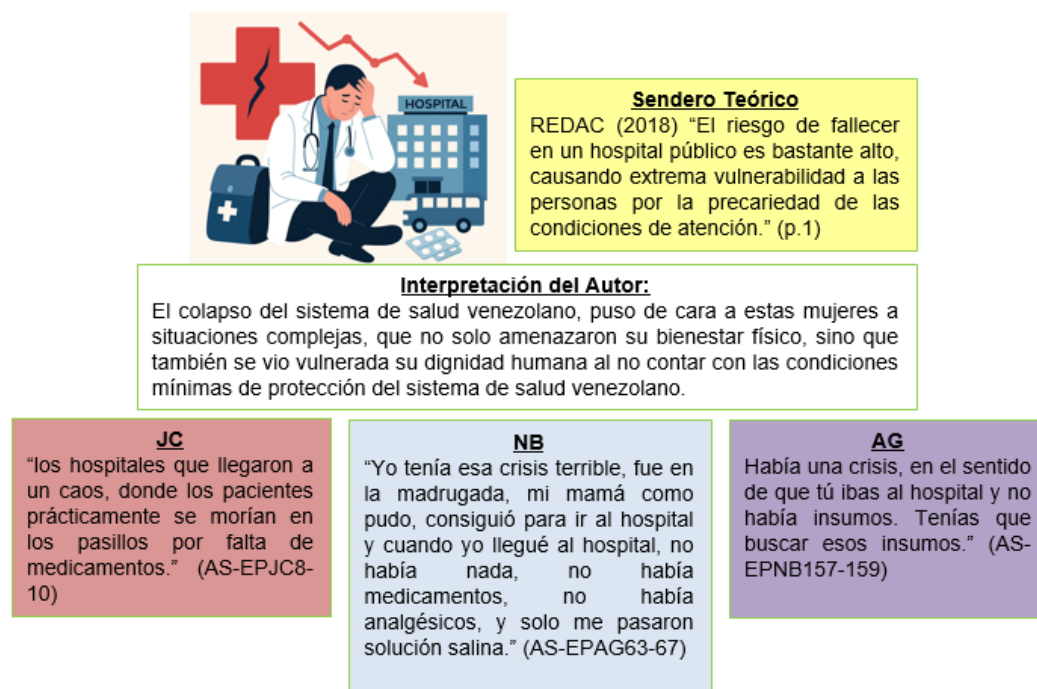 HOSPITAL
Sendero Teórico
REDAC (2018) “El riesgo de fallecer
en un hospital público es bastante alto,
causando extrema vulnerabilidad a las
personas por la precariedad de las
condiciones de atención.” (p.1)
Interpretación del Autor:
El colapso del sistema de salud venezolano, puso de cara a estas mujeres a
situaciones complejas, que no solo amenazaron su bienestar físico, sino que
también se vio vulnerada su dignidad humana al no contar con las condiciones
mínimas de protección del sistema de salud venezolano.
JC
“los hospitales que llegaron a
un caos, donde los pacientes
prácticamente se morían en
los pasillos por falta de
medicamentos.” (AS-EPJC8-
10)
NB
“Yo tenía esa crisis terrible, fue en
la madrugada, mi mamá como
pudo, consiguió para ir al hospital
y cuando yo llegué al hospital, no
había nada, no había
medicamentos, no había
analgésicos, y solo me pasaron
solución salina.” (AS-EPAG63-67)
AG
Había una crisis, en el sentido
de que tú ibas al hospital y no
había insumos. Tenías que
buscar esos insumos.” (AS-
EPNB157-159)